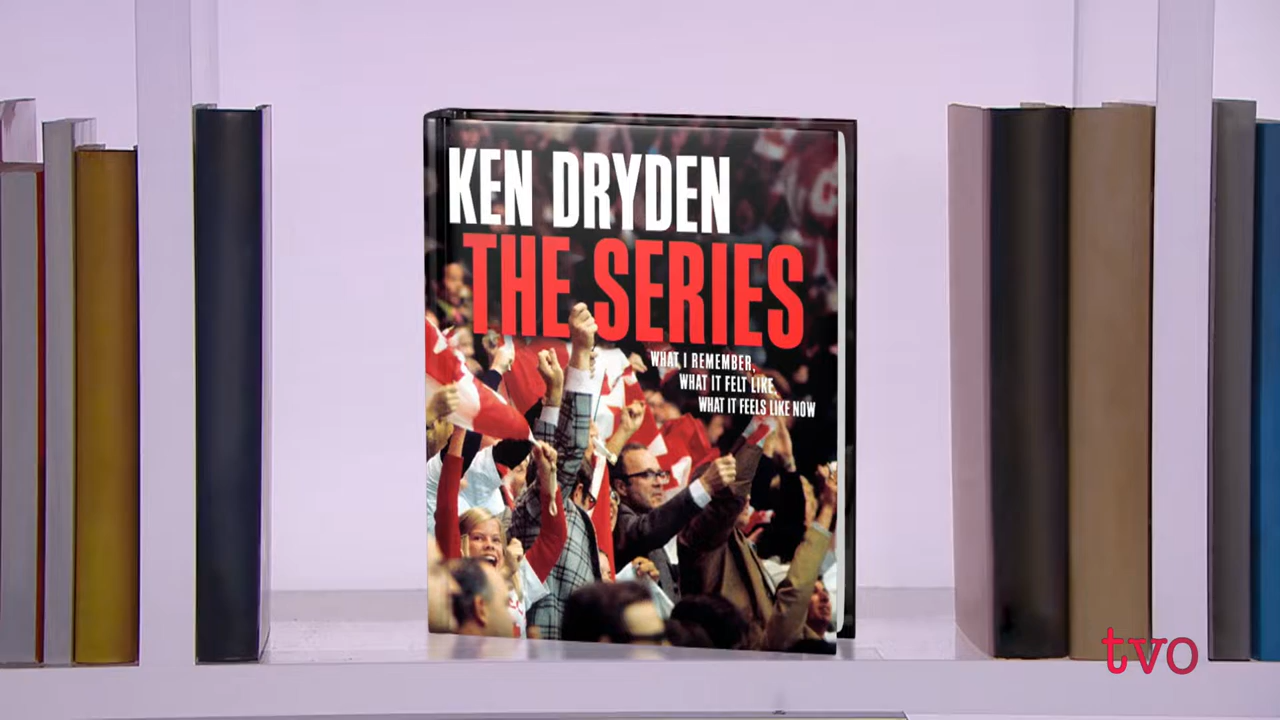 KEN DRYDEN
THE SERIES
WHAT I REMEMBER,
WHAT IT FELT LIKE,
WHAT IT FEELS LIKE NOW
tvo